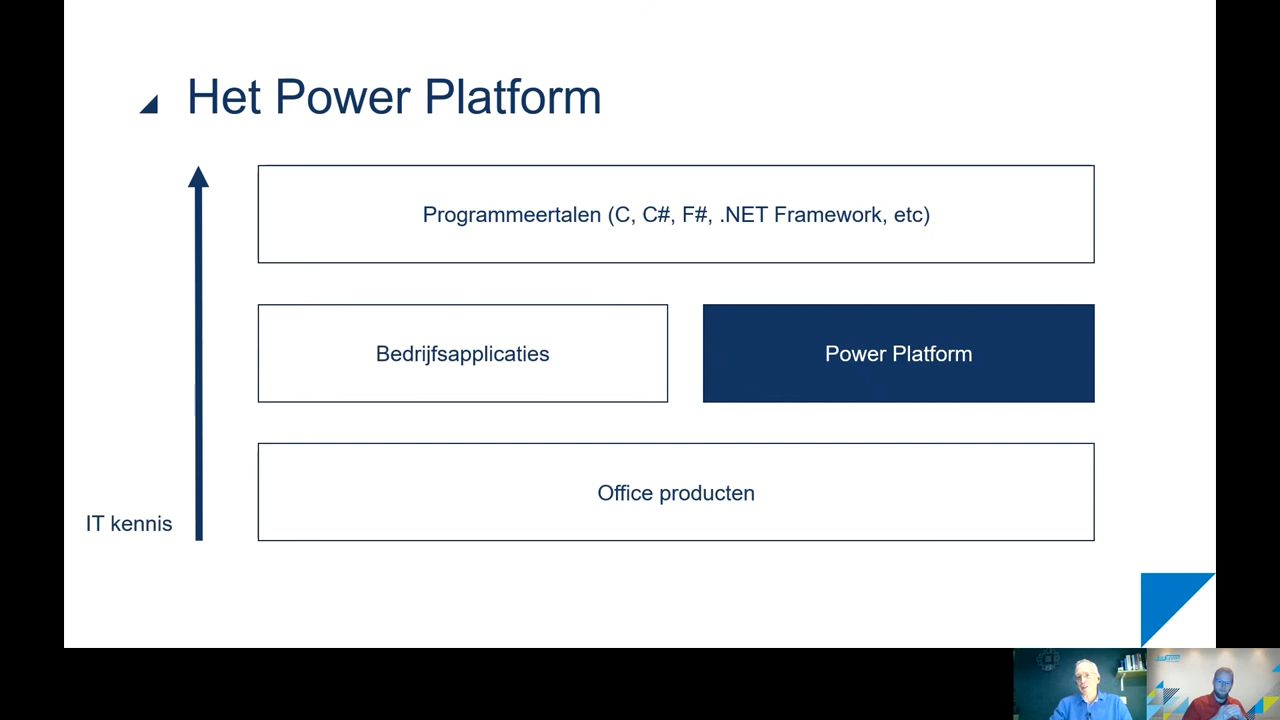 Het Power Platform
Programmeertalen (C, C#, F#, .NET Framework, etc)
Bedrijfsapplicaties
Power Platform
Office producten
IT kennis